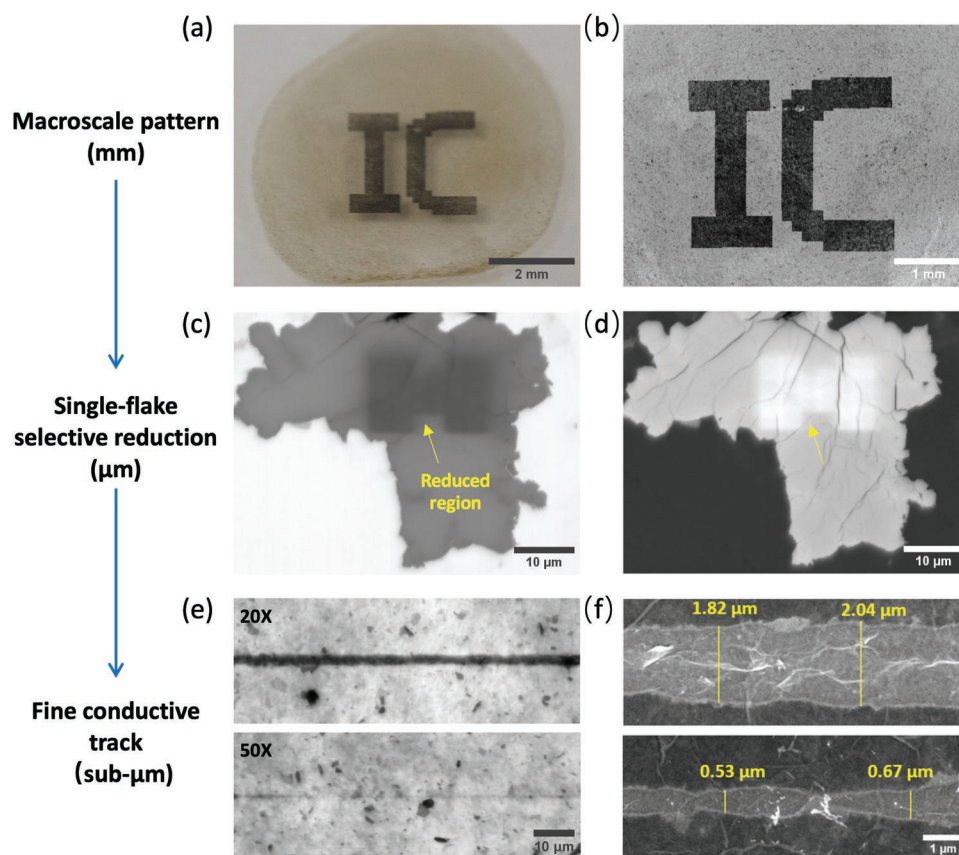 (a)
(b)
IC
2 mm
IC
1 mm
Macroscale pattern
(mm)
(c)
(d)
Reduced
region
10 µm
10 µm
Single-flake
selective reduction
(µm)
(e)
(f)
20X
1.82 µm
2.04 µm
50X
10 µm
0.53 µm
0.67 µm
1 µm
Fine conductive
track
(sub-µm)